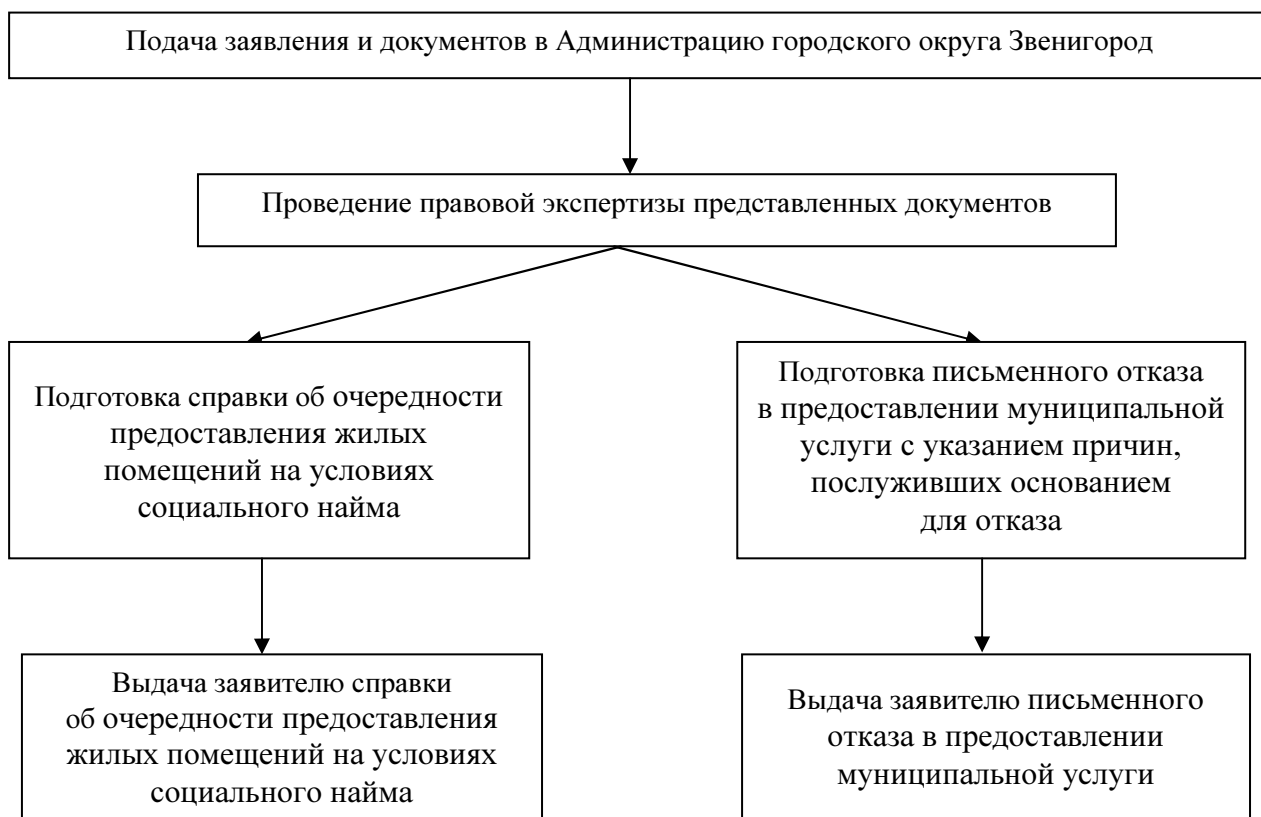 Подача заявления и документов в Администрацию городского округа Звенигород
Проведение правовой экспертизы представленных документов
Подготовка справки об очередности
предоставления жилых
помещений на условиях
социального найма
Подготовка письменного отказа
в предоставлении муниципальной
услуги с указанием причин,
послуживших основанием
для отказа
Выдача заявителю справки
об очередности предоставления
жилых помещений на условиях
социального найма
Выдача заявителю письменного
отказа в предоставлении
муниципальной услуги